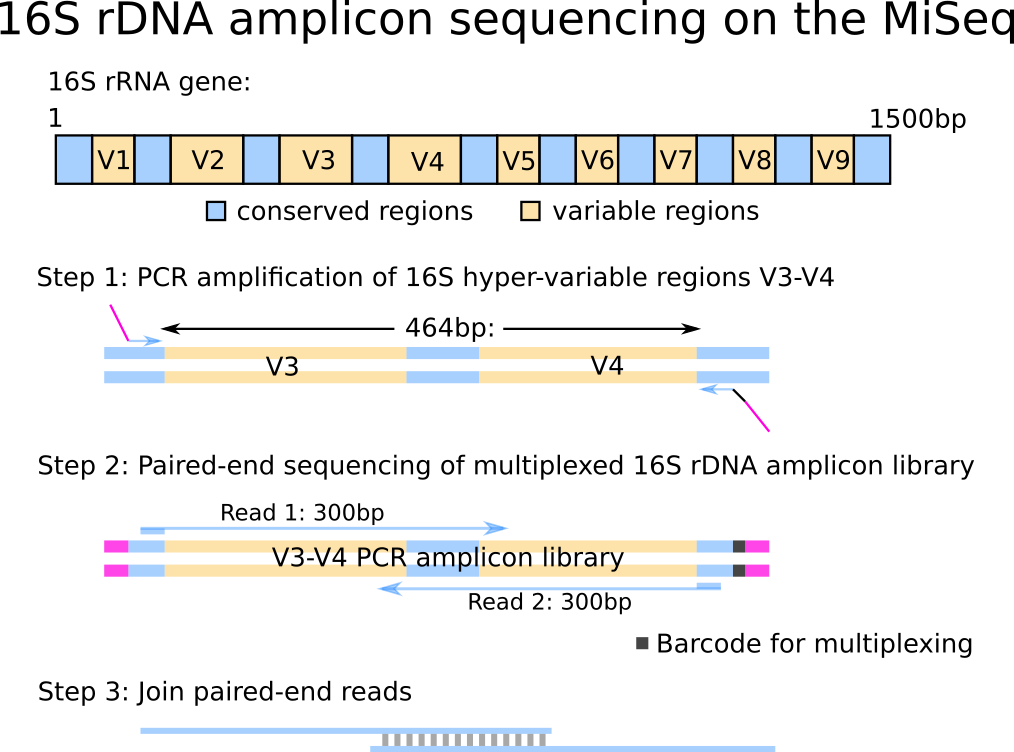 16S rDNA amplicon sequencing on the MiSeq
16S rRNA gene:
1 1500bp
V1 V2 V3 V4 V5 V6 V7 V8 V9
conserved regions variable regions
Step 1: PCR amplification of 16S hyper-variable regions V3-V4
464bp:
V3 V4
Step 2: Paired-end sequencing of multiplexed 16S rDNA amplicon library
Read 1: 300bp
V3-V4 PCR amplicon library
Read 2: 300bp
Barcode for multiplexing
Step 3: Join paired-end reads